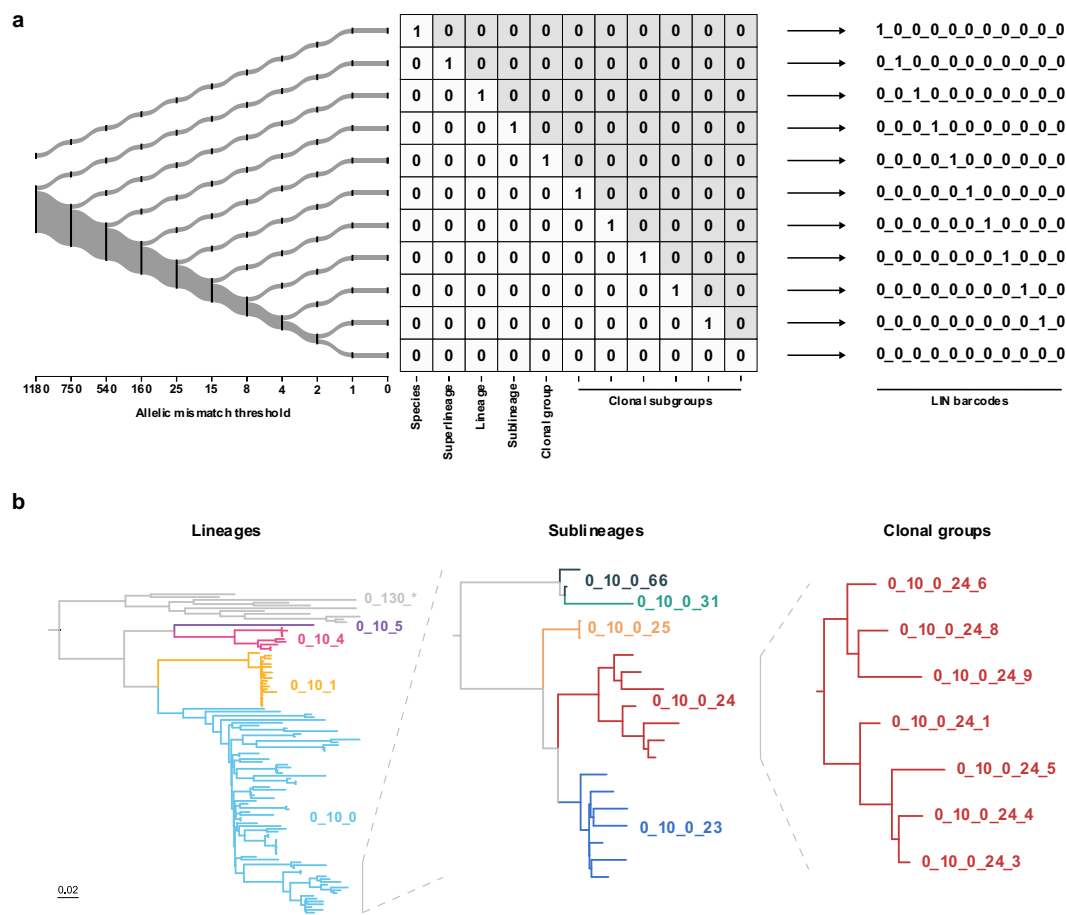 a
1 0 0 0 0 0 0 0 0 0 0 1_0_0_0_0_0_0_0_0_0_0
0 1 0 0 0 0 0 0 0 0 0 0_1_0_0_0_0_0_0_0_0_0
0 0 1 0 0 0 0 0 0 0 0 0_0_1_0_0_0_0_0_0_0_0
0 0 0 1 0 0 0 0 0 0 0 0_0_0_1_0_0_0_0_0_0_0
0 0 0 0 1 0 0 0 0 0 0 0_0_0_0_1_0_0_0_0_0_0
0 0 0 0 0 1 0 0 0 0 0 0_0_0_0_0_1_0_0_0_0_0
0 0 0 0 0 0 1 0 0 0 0 0_0_0_0_0_0_1_0_0_0_0
0 0 0 0 0 0 0 1 0 0 0 0_0_0_0_0_0_0_1_0_0_0
0 0 0 0 0 0 0 0 1 0 0 0_0_0_0_0_0_0_0_1_0_0
0 0 0 0 0 0 0 0 0 1 0 0_0_0_0_0_0_0_0_0_1_0
0 0 0 0 0 0 0 0 0 0 0 0_0_0_0_0_0_0_0_0_0_0
1180 750 540 160 25 15 8 4 2 1 0
Allelic mismatch threshold
Species
Superlineage
Lineage
Sublineage
Clonal group
Clonal subgroups
LIN barcodes
b
Lineages
0_130_*
0_10_5
0_10_4
0_10_1
0_10_0
0.02
Sublineages
0_10_0_66
0_10_0_31
0_10_0_25
0_10_0_24
0_10_0_23
Clonal groups
0_10_0_24_6
0_10_0_24_8
0_10_0_24_9
0_10_0_24_1
0_10_0_24_5
0_10_0_24_4
0_10_0_24_3